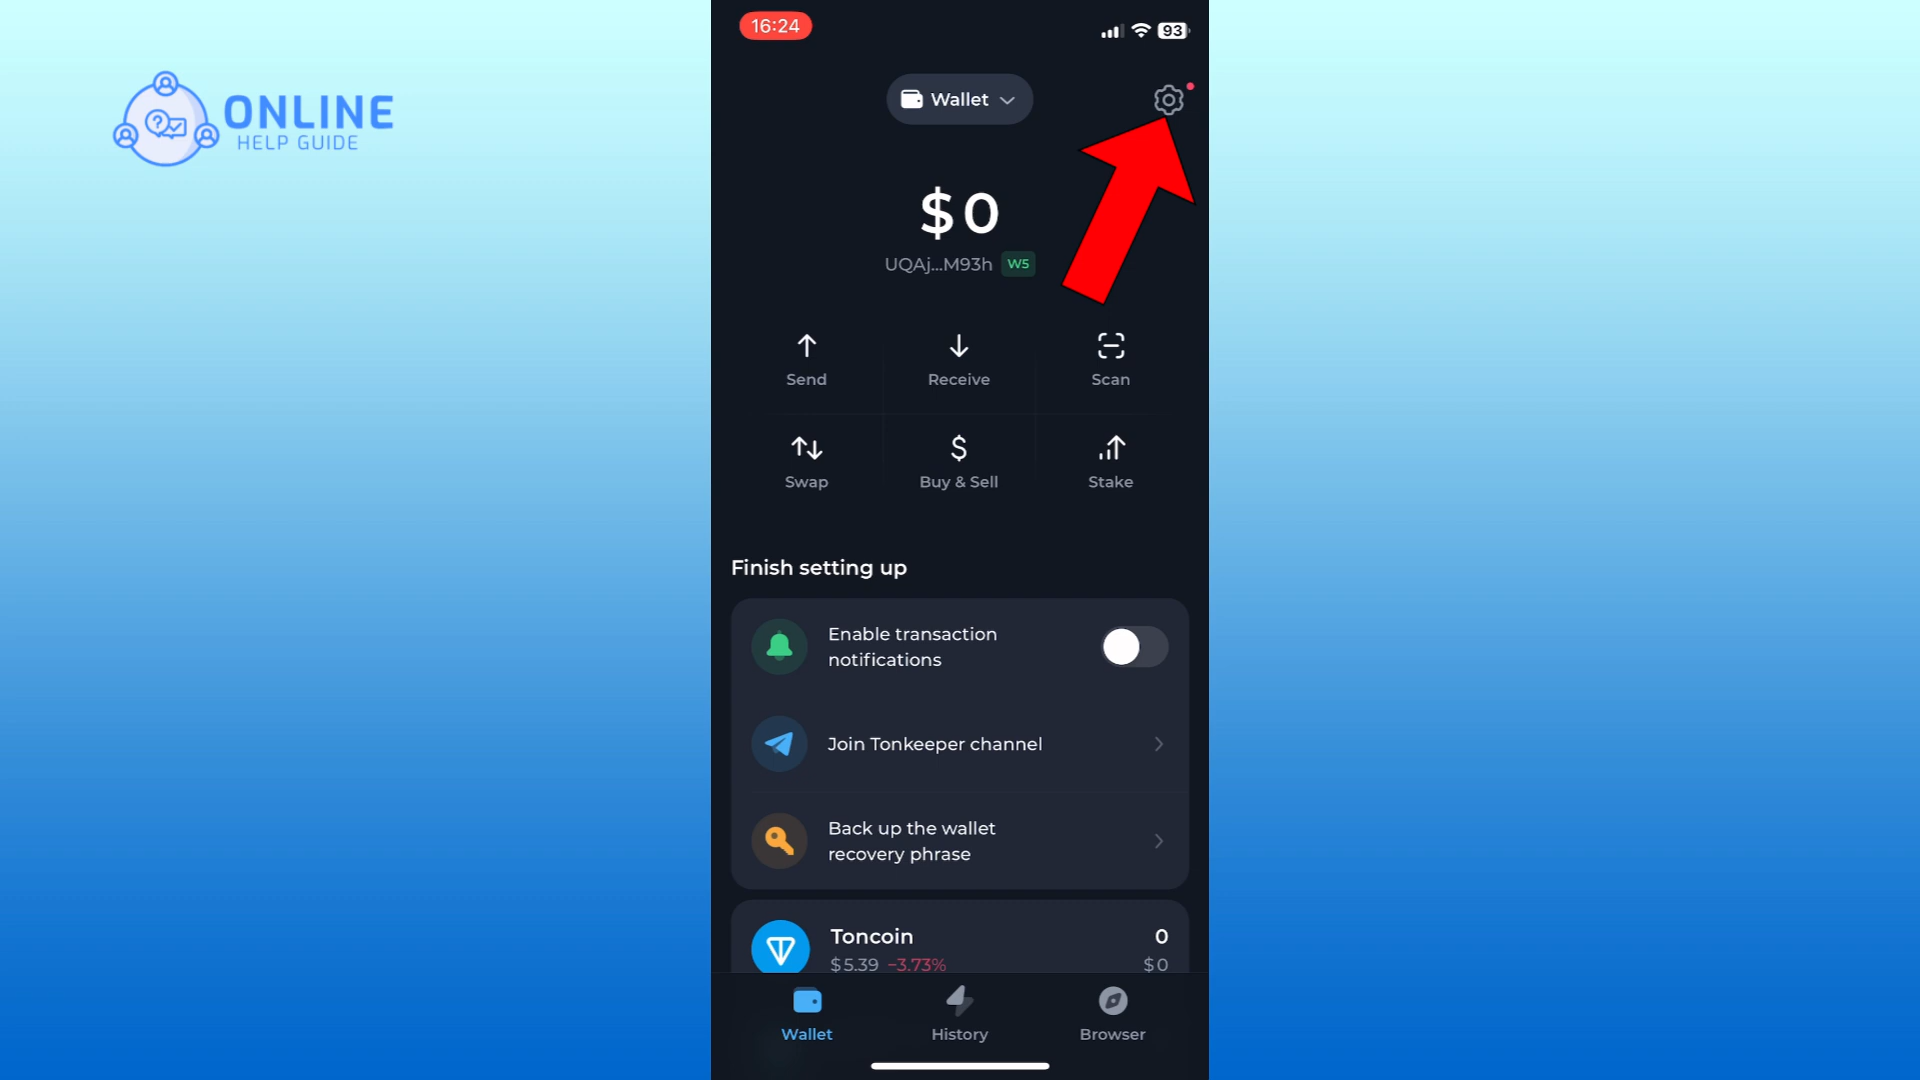 16:24
93
ONLINE
HELP GUIDE
Wallet
$0
UQAj...M93h W5
Send
Receive
Scan
Swap
Buy & Sell
Stake
Finish setting up
Enable transaction
notifications
Join Tonkeeper channel
Back up the wallet
recovery phrase
Toncoin 0
$5.39 −3.73% $0
Wallet
History
Browser